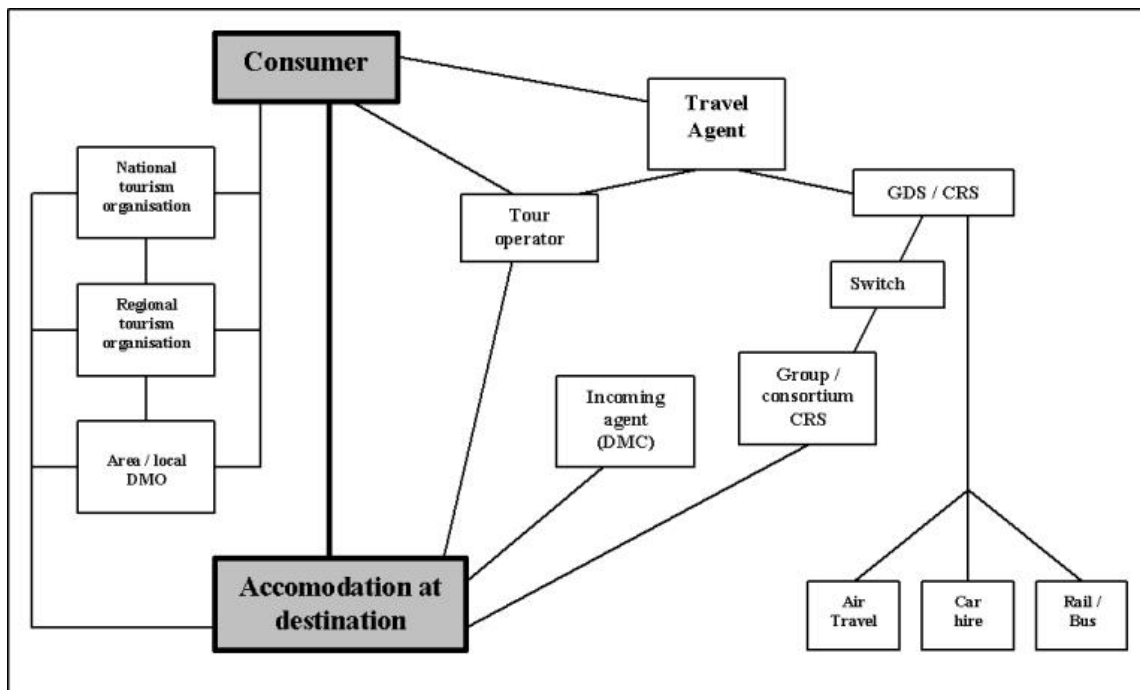 Consumer
Travel
Agent
National
tourism
organisation
GDS / CRS
Tour
operator
Switch
Regional
tourism
organisation
Group /
consortium
CRS
Incoming
agent
(DMC)
Area / local
DMO
Accomodation at
destination
Air
Travel
Car
hire
Rail /
Bus